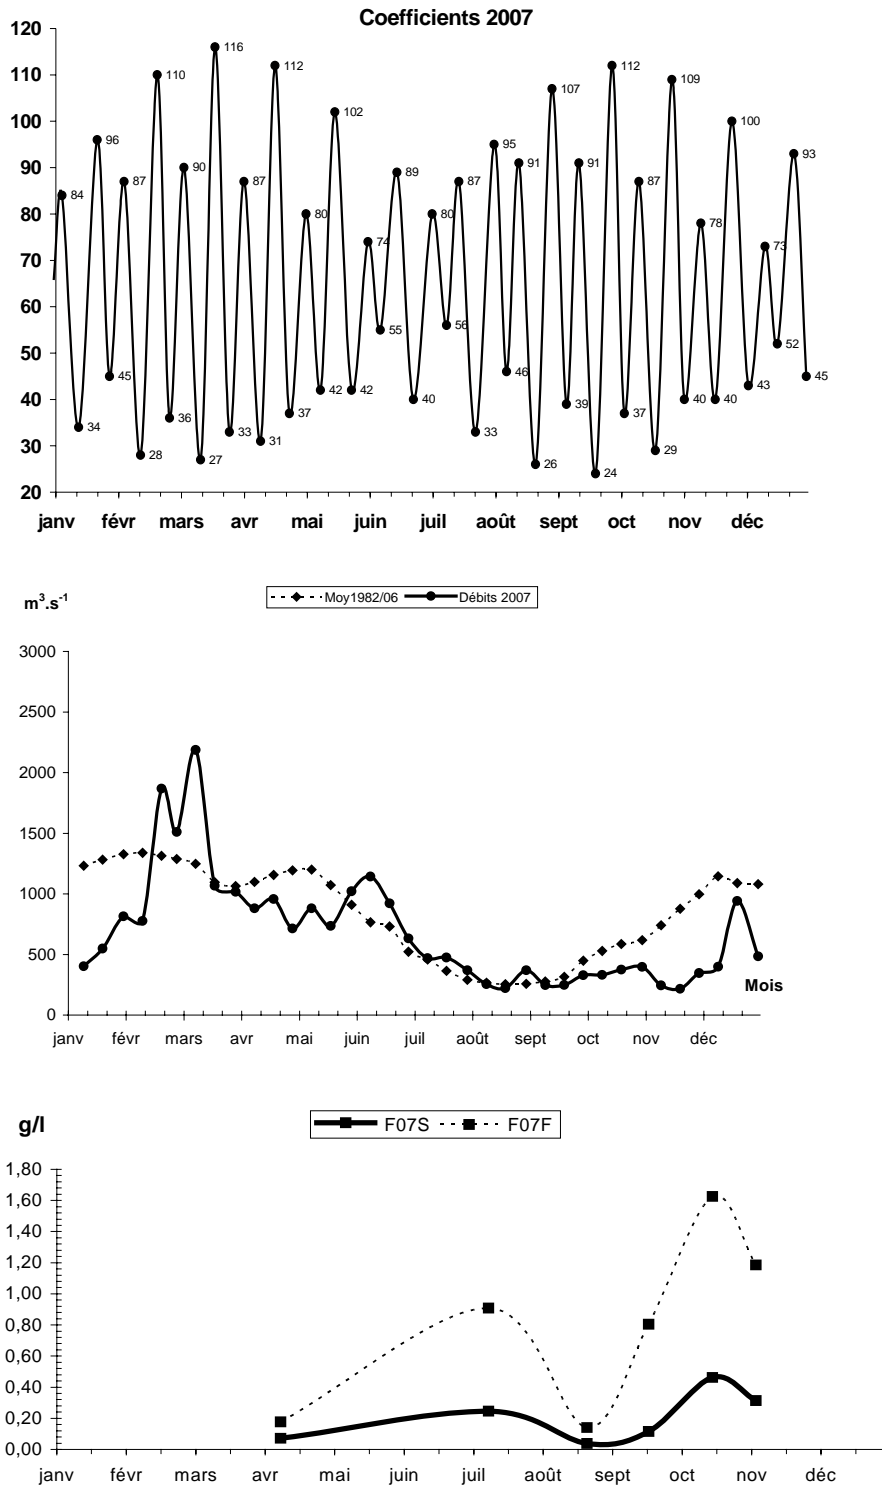 Coefficients 2007
120
110
100
90
80
70
60
50
40
30
20
84 34 96 45 87 28 110 36 90 27 116 33 87 31 112 37 80 42 102 42 74 55 89 40 80 56 87 33 95 46 91 26 107 39 91 24 112 37 87 29 109 40 78 40 100 43 73 52 93 45
janv févr mars avr mai juin juil août sept oct nov déc
m³.s⁻¹
Moy1982/06 Débits 2007
3000
2500
2000
1500
1000
500
0
Mois
janv févr mars avr mai juin juil août sept oct nov déc
g/l
F07S F07F
1,80
1,60
1,40
1,20
1,00
0,80
0,60
0,40
0,20
0,00
janv févr mars avr mai juin juil août sept oct nov déc